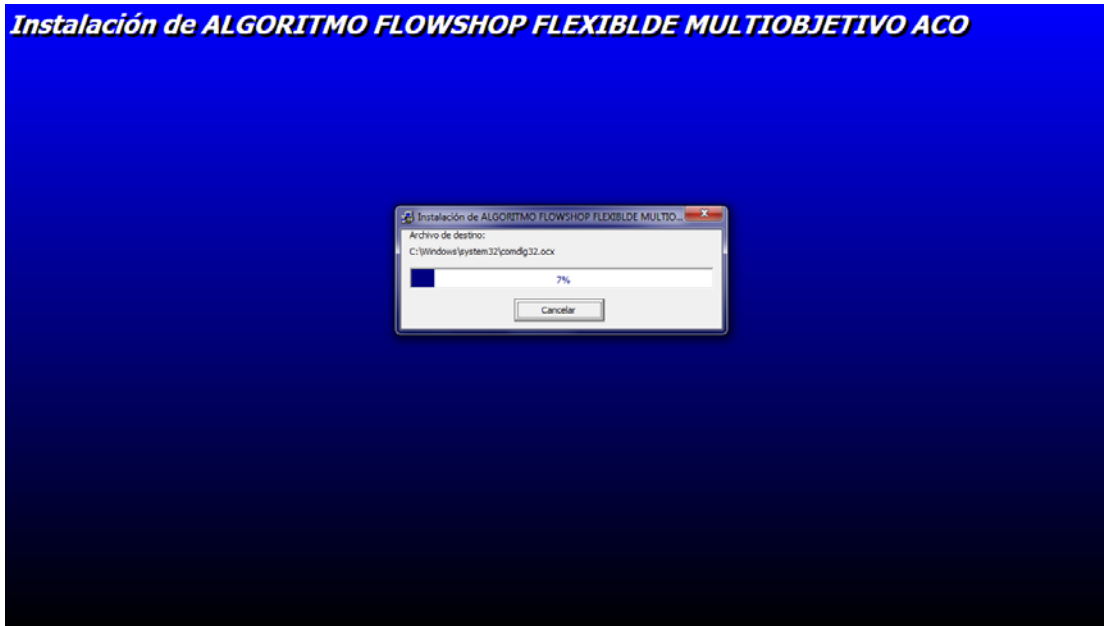 Instalación de ALGORITMO FLOWSHOP FLEXIBLDE MULTIOBJETIVO ACO
Instalación de ALGORITMO FLOWSHOP FLEXIBLDE MULTIO...
Archivo de destino:
C:\Windows\system32\comdlg32.ocx
7%
Cancelar